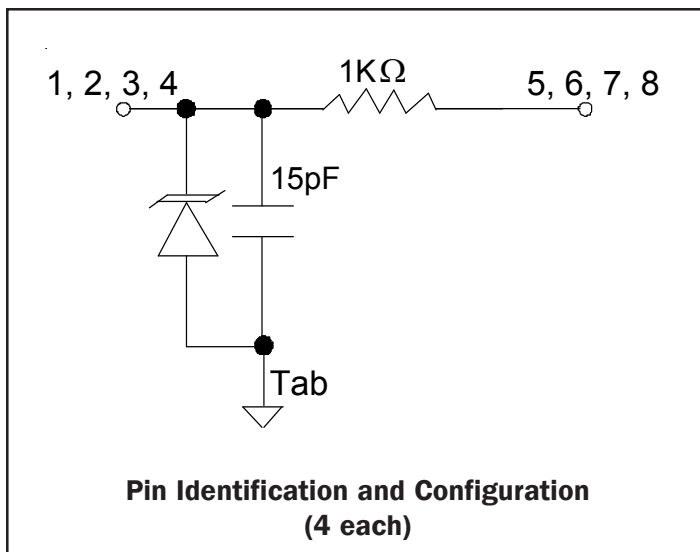 1KΩ
1, 2, 3, 4
5, 6, 7, 8
15pF
Tab
Pin Identification and Configuration
(4 each)